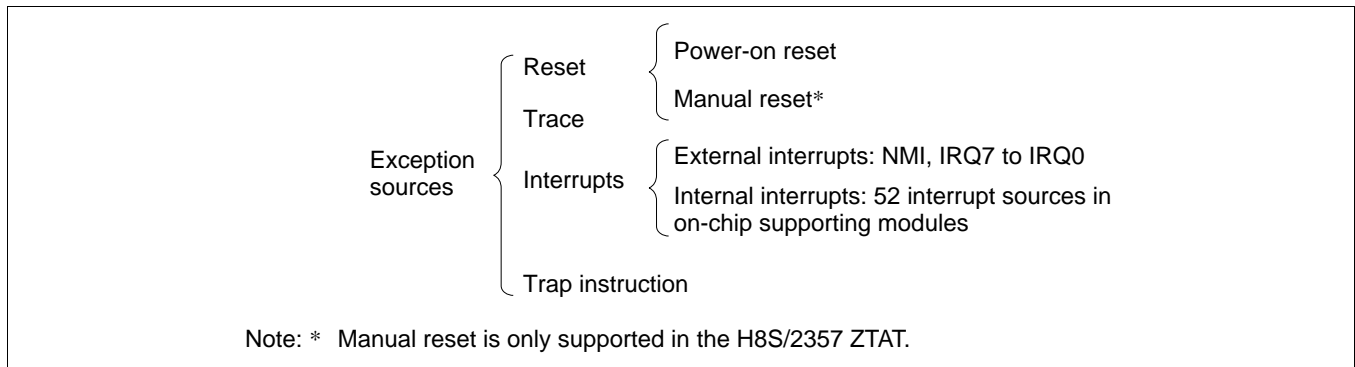 Exception
sources
Reset
Power-on reset
Manual reset*
Trace
Interrupts
External interrupts: NMI, IRQ7 to IRQ0
Internal interrupts: 52 interrupt sources in
on-chip supporting modules
Trap instruction
Note: * Manual reset is only supported in the H8S/2357 ZTAT.